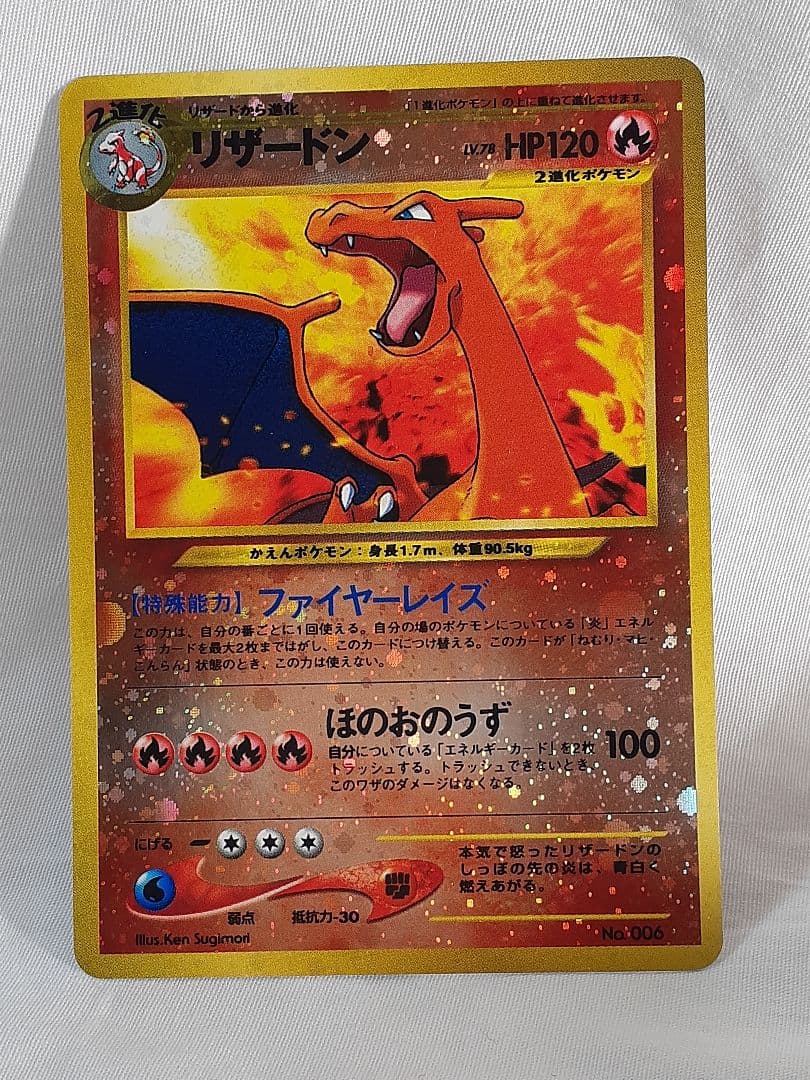 2進化
リザードから進化
「1進化ポケモン」の上に重ねて進化させます。
リザードン
LV.78 HP120
2進化ポケモン
かえんポケモン：身長1.7m、体重90.5kg
【特殊能力】 ファイヤーレイズ
この力は、自分の番ごとに1回使える。自分の場のポケモンについている「炎」エネル
ギーカードを最大2枚まではがし、このカードにつけ替える。このカードが「ねむり・マヒ・
こんらん」状態のとき、この力は使えない。
ほのおのうず
自分についている「エネルギーカード」を2枚
トラッシュする。トラッシュできないとき、
このワザのダメージはなくなる。
100
にげる
本気で怒ったリザードンの
しっぽの先の炎は、青白く
燃えあがる。
弱点 抵抗力-30
Illus.Ken Sugimori
No.006